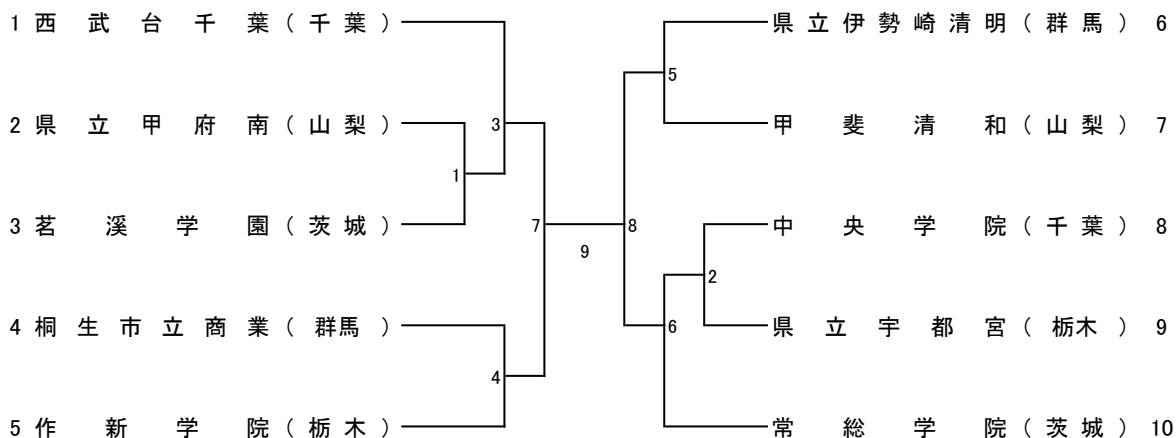 1 西武台千葉(千葉)
2 県立甲府南(山梨)
3 茗溪学園(茨城)
4 桐生市立商業(群馬)
5 作新学院(栃木)
3
1
7
4
9
県立伊勢崎清明(群馬) 6
甲斐清和(山梨) 7
中央学院(千葉) 8
県立宇都宮(栃木) 9
常総学院(茨城) 10
5
8
2
6